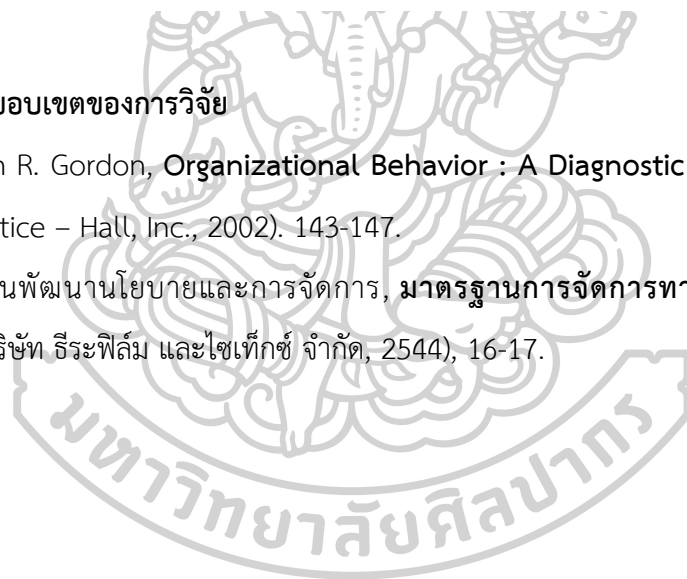 ขอบเขตของการวิจัย
n R. Gordon, Organizational Behavior : A Diagnostic
tice – Hall, Inc., 2002). 143-147.
นพัฒนานโยบายและการจัดการ, มาตรฐานการจัดการทา
ริษัท ธีระฟิล์ม และไซเท็กซ์ จำกัด, 2544), 16-17.
มหาวิทยาลัยศิลปากร